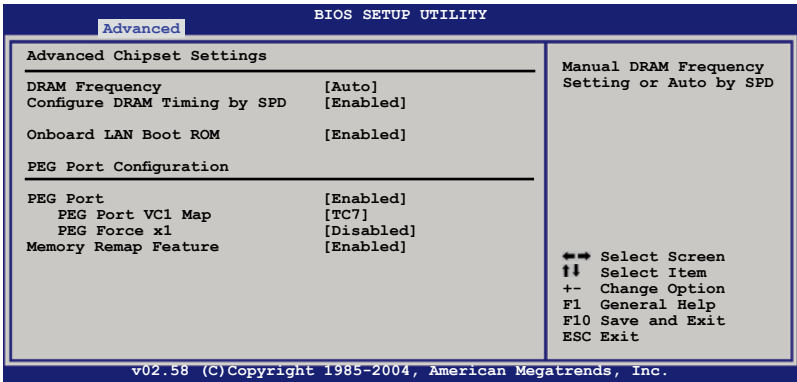 BIOS SETUP UTILITY
Advanced
Advanced Chipset Settings
DRAM Frequency [Auto]
Configure DRAM Timing by SPD [Enabled]
Onboard LAN Boot ROM [Enabled]
PEG Port Configuration
PEG Port [Enabled]
PEG Port VC1 Map [TC7]
PEG Force x1 [Disabled]
Memory Remap Feature [Enabled]
Manual DRAM Frequency
Setting or Auto by SPD
←→ Select Screen
↑↓ Select Item
+- Change Option
F1 General Help
F10 Save and Exit
ESC Exit
v02.58 (C)Copyright 1985-2004, American Megatrends, Inc.